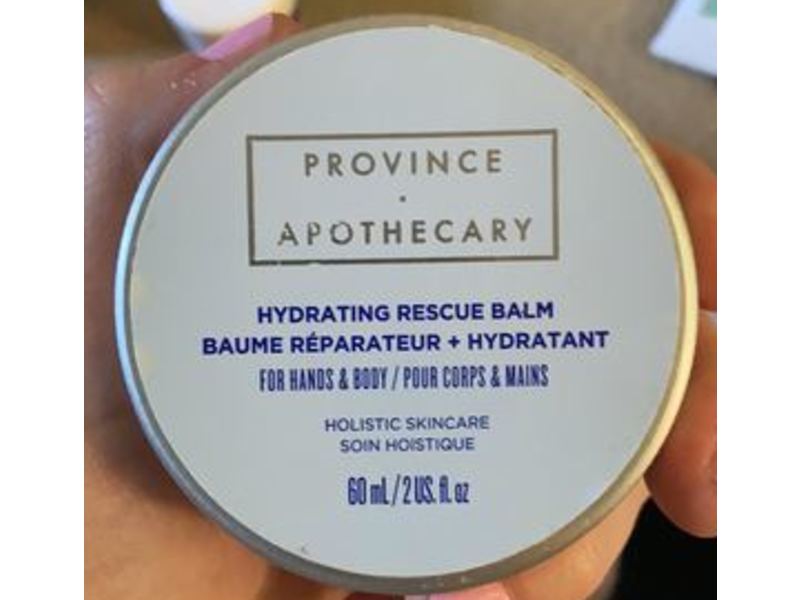 PROVINCE
·
APOTHECARY
HYDRATING RESCUE BALM
BAUME RÉPARATEUR + HYDRATANT
FOR HANDS & BODY / POUR CORPS & MAINS
HOLISTIC SKINCARE
SOIN HOISTIQUE
60 mL / 2 US. fl. oz